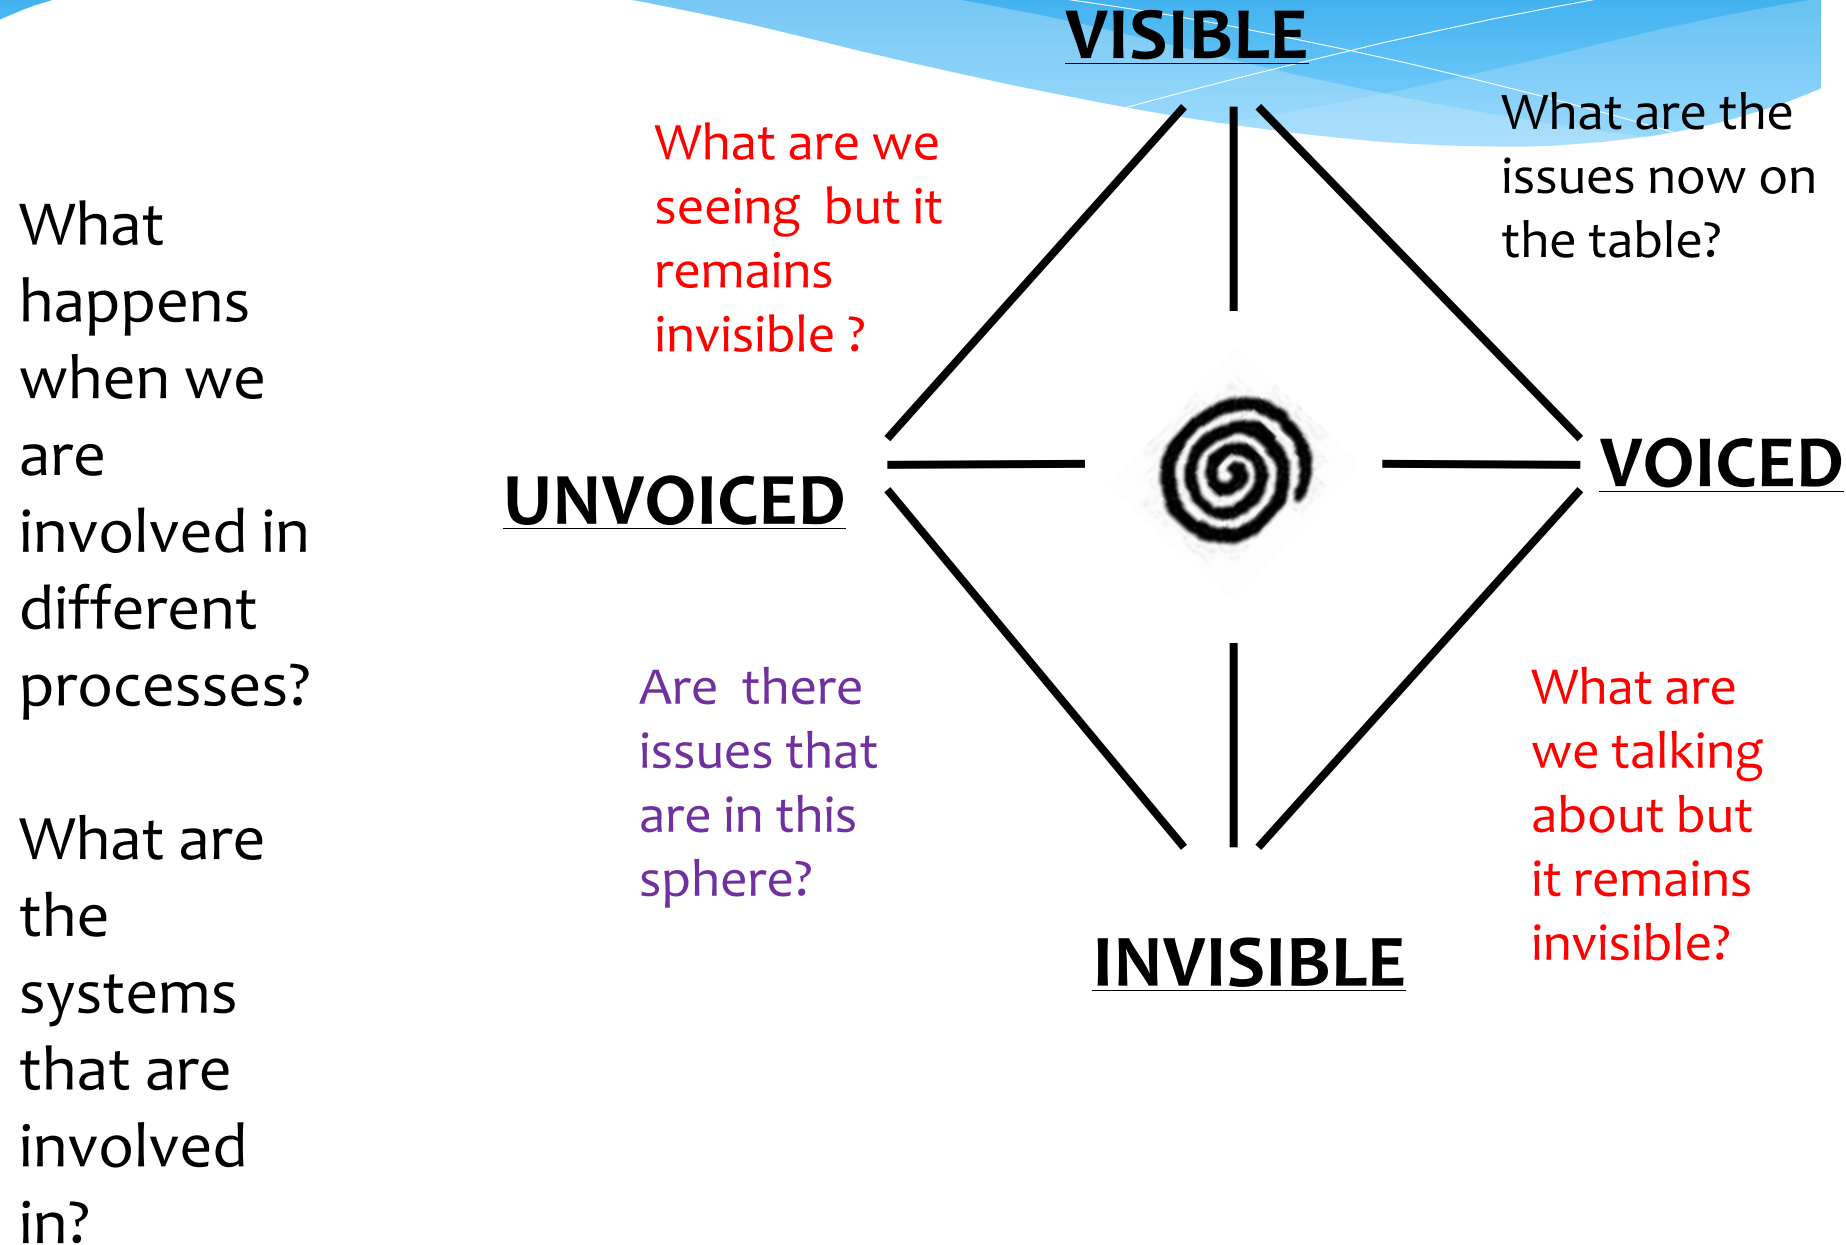 What
happens
when we
are
involved in
different
processes?
What are
the
systems
that are
involved
in?
VISIBLE
What are we
seeing  but it
remains
invisible ?
What are the
issues now on
the table?
UNVOICED
VOICED
Are  there
issues that
are in this
sphere?
What are
we talking
about but
it remains
invisible?
INVISIBLE